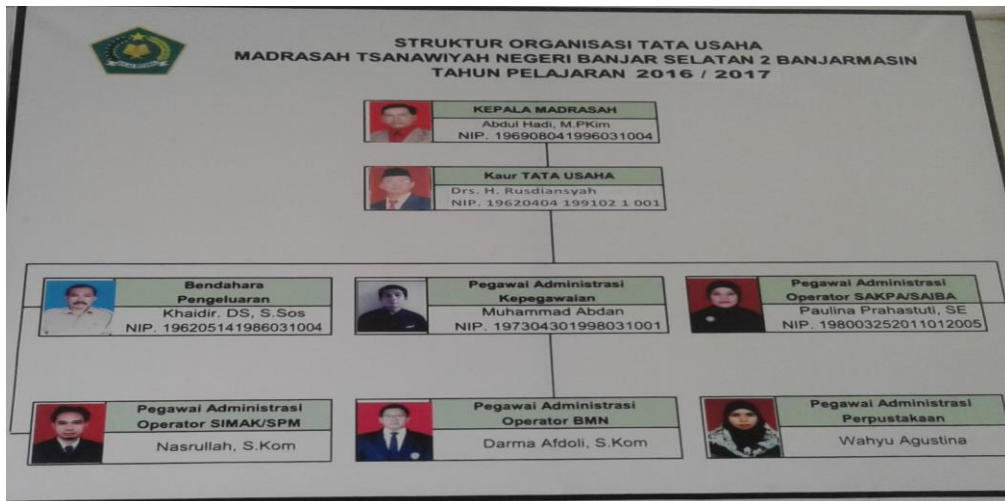 STRUKTUR ORGANISASI TATA USAHA
MADRASAH TSANAWIYAH NEGERI BANJAR SELATAN 2 BANJARMASIN
TAHUN PELAJARAN 2016 / 2017
KEPALA MADRASAH
Abdul Hadi, M.PKim
NIP. 196908041996031004
Kaur TATA USAHA
Drs. H. Rusdiansyah
NIP. 19620404 199102 1 001
Bendahara
Pengeluaran
Khaidir. DS, S.Sos
NIP. 196205141986031004
Pegawai Administrasi
Kepegawaian
Muhammad Abdan
NIP. 197304301998031001
Pegawai Administrasi
Operator SAKPA/SAIBA
Paulina Prahastuti, SE
NIP. 198003252011012005
Pegawai Administrasi
Operator SIMAK/SPM
Nasrullah, S.Kom
Pegawai Administrasi
Operator BMN
Darma Afdoli, S.Kom
Pegawai Administrasi
Perpustakaan
Wahyu Agustina